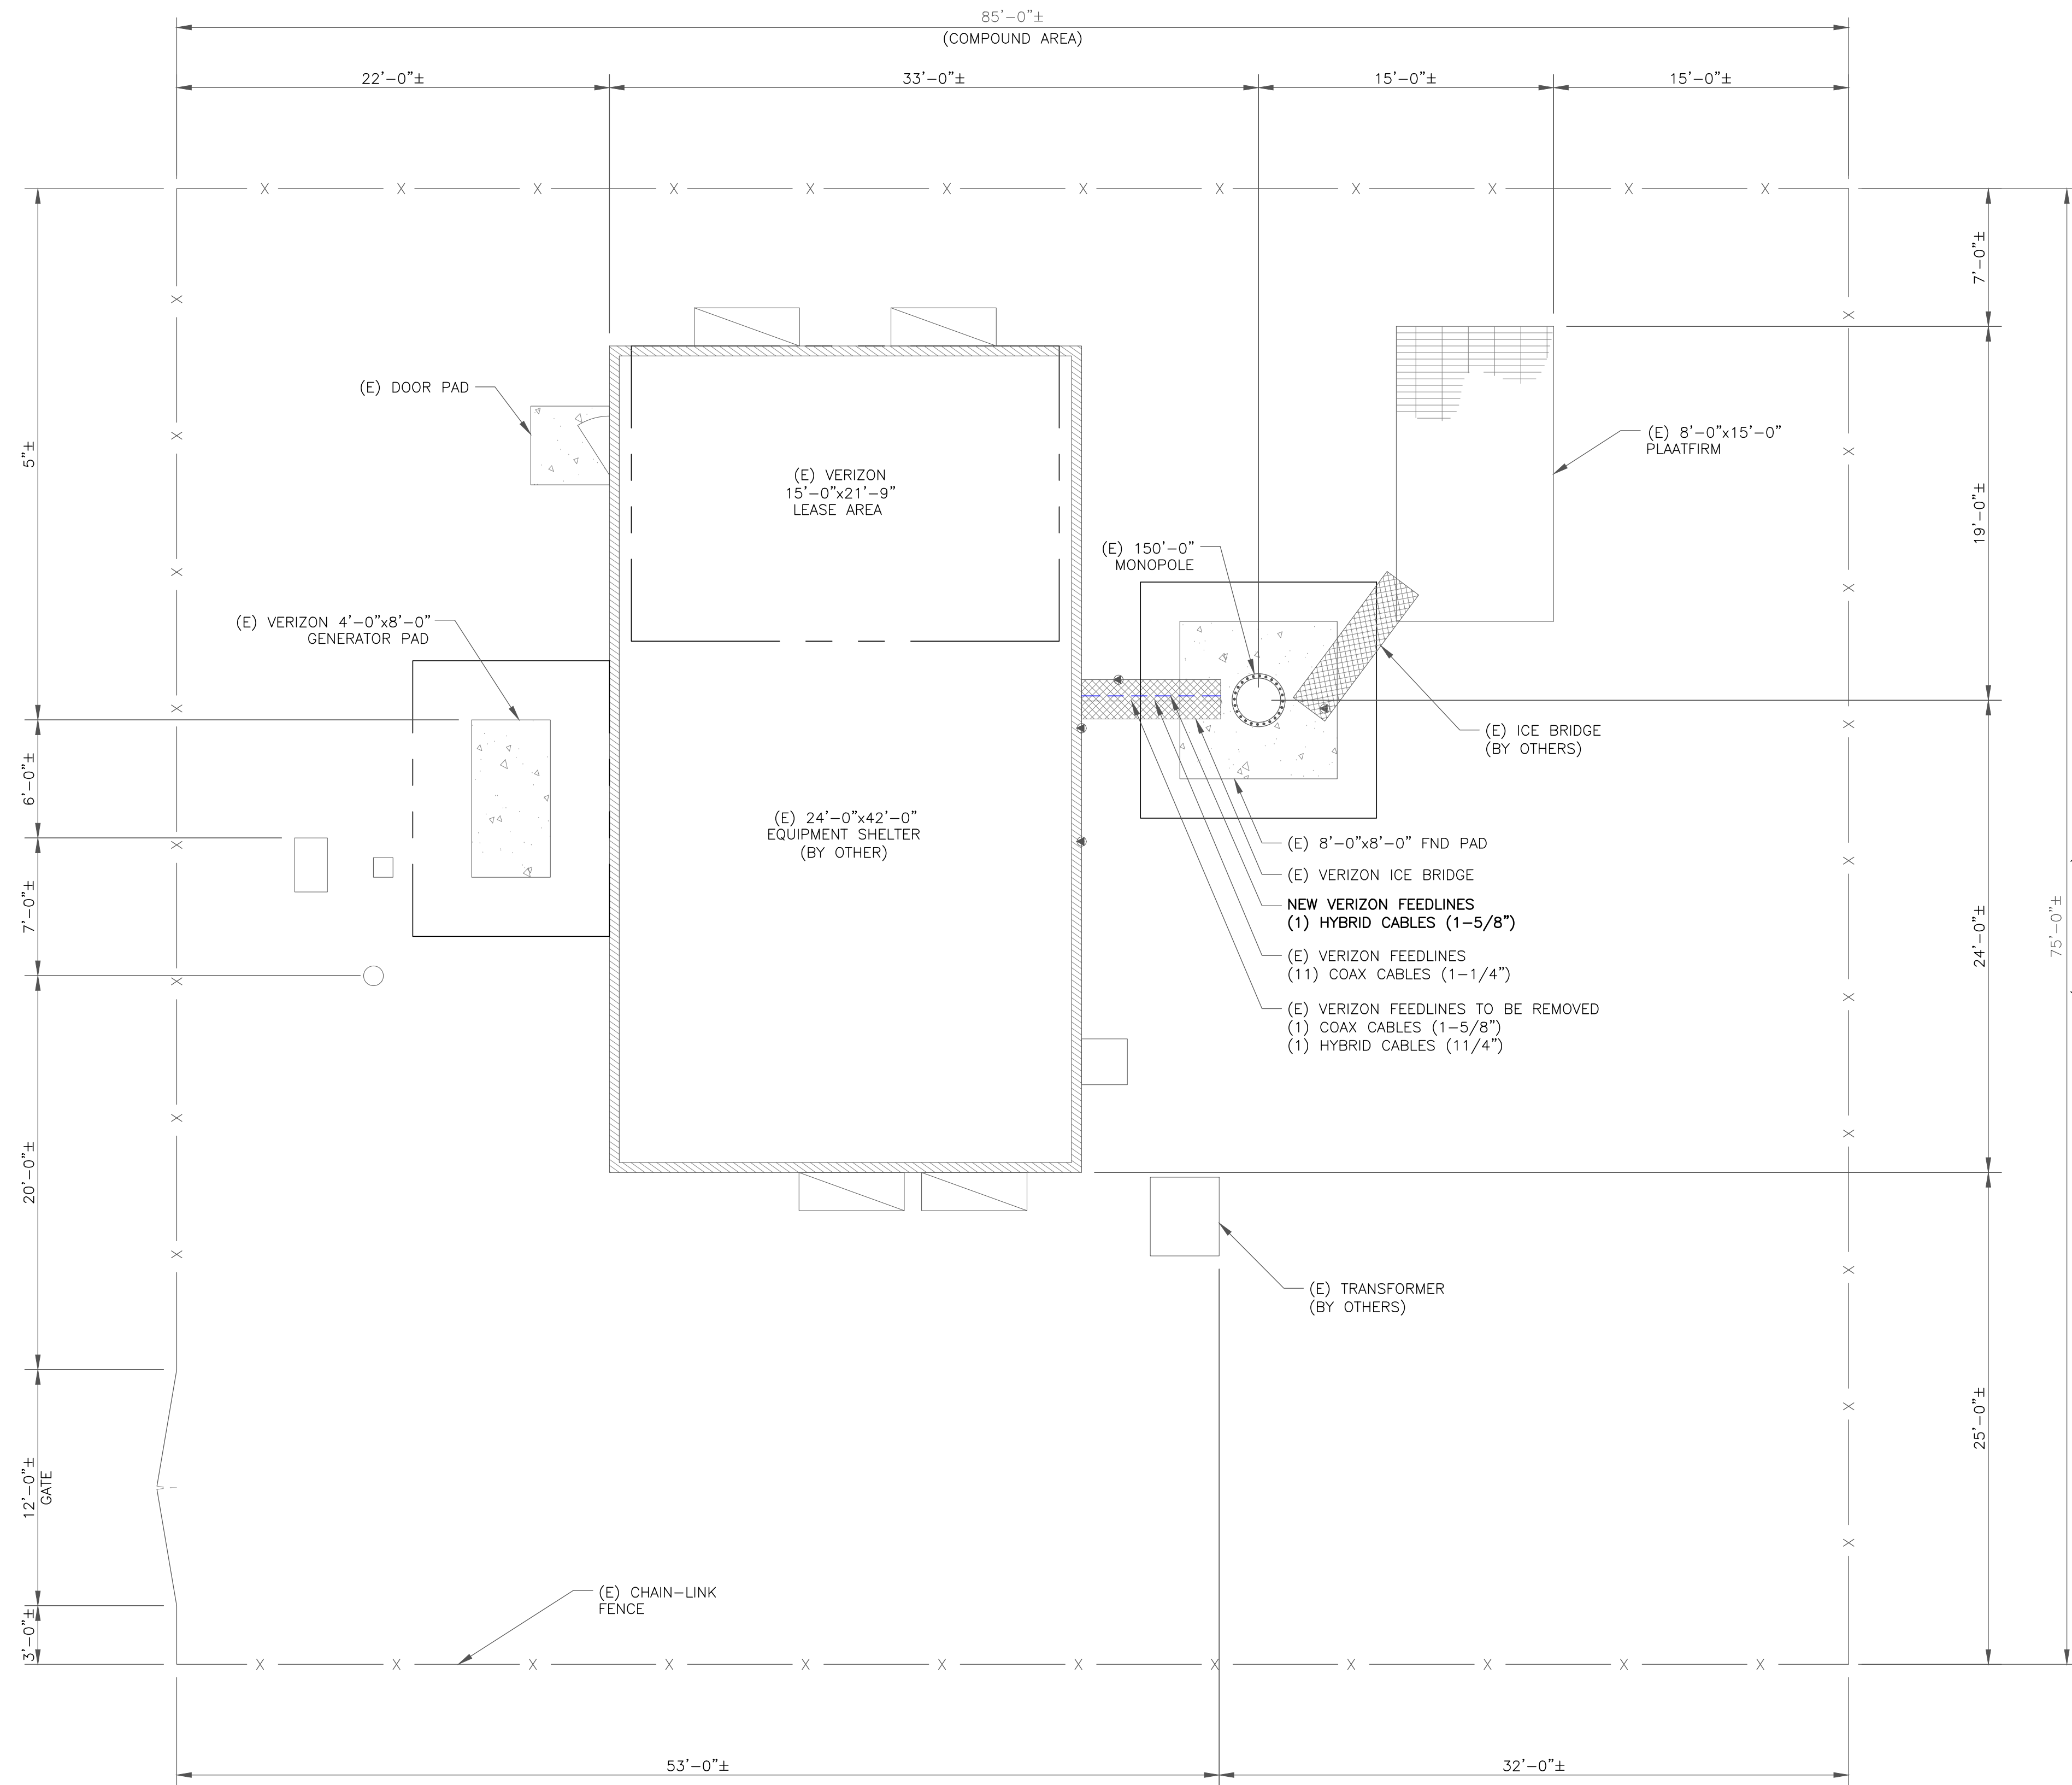 85'-0"±
(COMPOUND AREA)
22'-0"±
33'-0"±
15'-0"±
15'-0"±
7'-0"±
5"±
(E) DOOR PAD
(E) VERIZON
15'-0"x21'-9"
LEASE AREA
(E) 8'-0"x15'-0"
PLAATFIRM
19'-0"±
(E) 150'-0"
MONOPOLE
(E) VERIZON 4'-0"x8'-0"
GENERATOR PAD
(E) ICE BRIDGE
(BY OTHERS)
6'-0"±
(E) 24'-0"x42'-0"
EQUIPMENT SHELTER
(BY OTHER)
(E) 8'-0"x8'-0" FND PAD
(E) VERIZON ICE BRIDGE
NEW VERIZON FEEDLINES
(1) HYBRID CABLES (1-5/8")
(E) VERIZON FEEDLINES
(11) COAX CABLES (1-1/4")
(E) VERIZON FEEDLINES TO BE REMOVED
(1) COAX CABLES (1-5/8")
(1) HYBRID CABLES (11/4")
7'-0"±
24'-0"±
75'-0"±
20'-0"±
(E) TRANSFORMER
(BY OTHERS)
25'-0"±
12'-0"±
GATE
(E) CHAIN-LINK
FENCE
3'-0"±
53'-0"±
32'-0"±